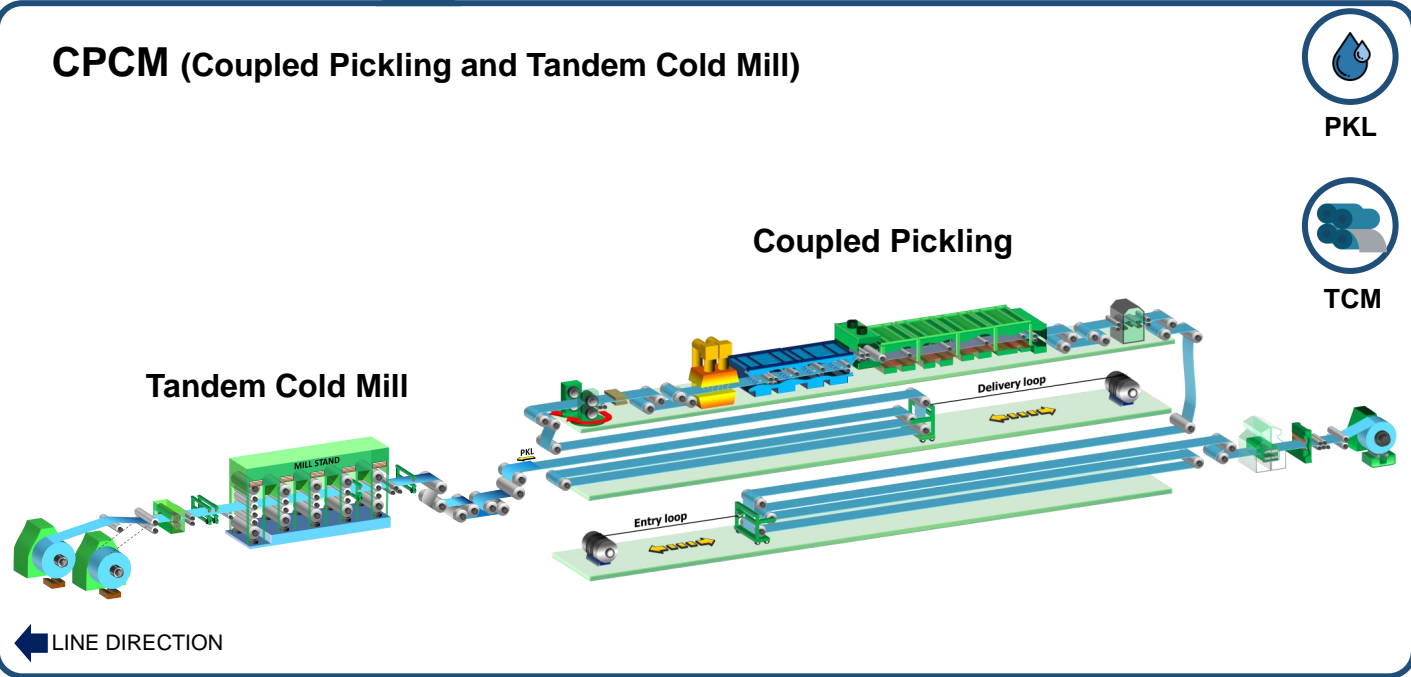 CPCM (Coupled Pickling and Tandem Cold Mill)
PKL
TCM
Coupled Pickling
Tandem Cold Mill
Delivery loop
PKL
MILL STAND
Entry loop
LINE DIRECTION